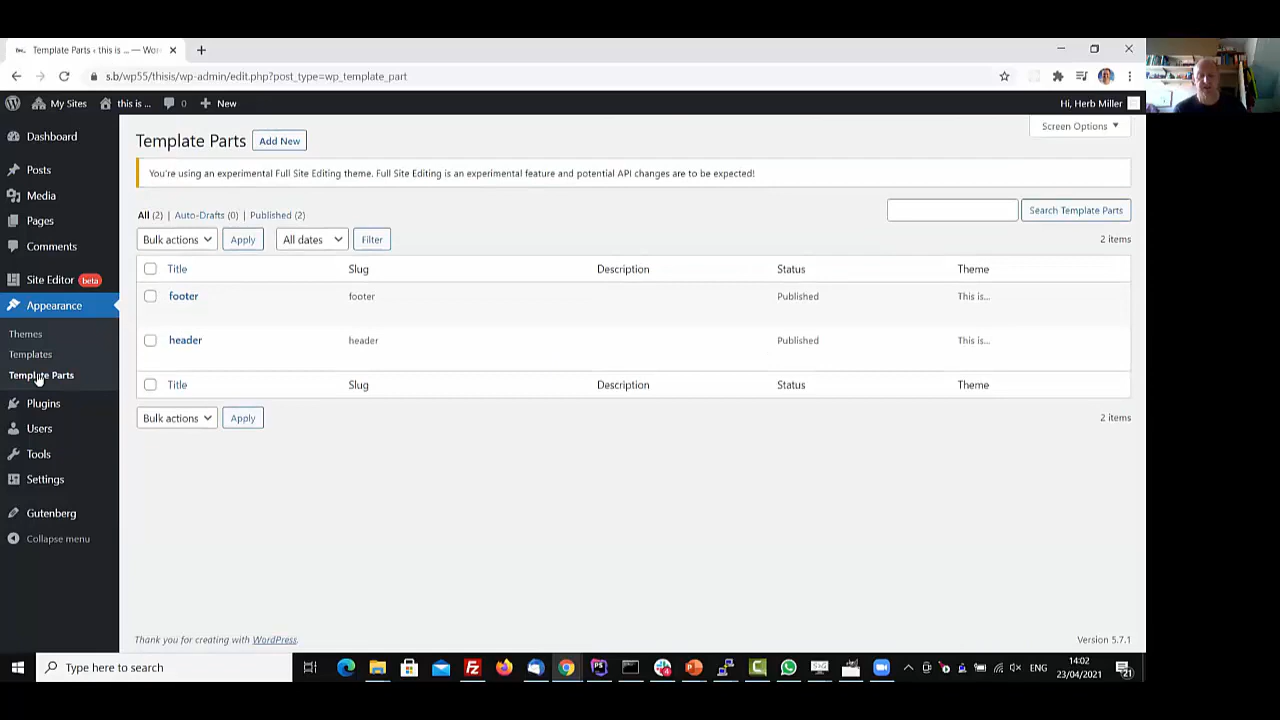 Template Parts ‹ this is ... — Wor
s.b/wp55/thisis/wp-admin/edit.php?post_type=wp_template_part
My Sites this is ... 0 New Hi, Herb Miller
Screen Options
Dashboard
Posts
Media
Pages
Comments
Site Editor beta
Appearance
Themes
Templates
Template Parts
Plugins
Users
Tools
Settings
Gutenberg
Collapse menu
Template Parts Add New
You're using an experimental Full Site Editing theme. Full Site Editing is an experimental feature and potential API changes are to be expected!
All (2) | Auto-Drafts (0) | Published (2)
Search Template Parts
Bulk actions Apply All dates Filter 2 items
Title Slug Description Status Theme
footer footer Published This is...
header header Published This is...
Title Slug Description Status Theme
Bulk actions Apply 2 items
Thank you for creating with WordPress. Version 5.7.1
Type here to search
ENG
14:02
23/04/2021
21